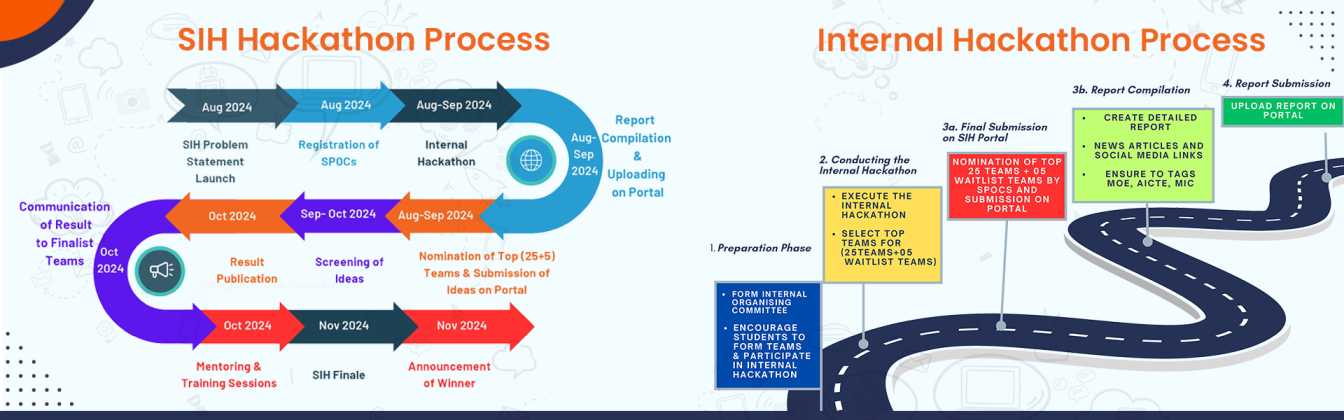 SIH Hackathon Process
Aug 2024
Aug 2024
Aug-Sep 2024
Aug-
Sep
2024
SIH Problem
Statement
Launch
Registration of
SPOCs
Internal
Hackathon
Report
Compilation
&
Uploading
on Portal
Aug-Sep 2024
Sep- Oct 2024
Oct 2024
Oct
2024
Nomination of Top (25+5)
Teams & Submission of
Ideas on Portal
Screening of
Ideas
Result
Publication
Communication
of Result
to Finalist
Teams
Oct 2024
Nov 2024
Nov 2024
Mentoring &
Training Sessions
SIH Finale
Announcement
of Winner
Internal Hackathon Process
1. Preparation Phase
• FORM INTERNAL
ORGANISING
COMMITTEE
• ENCOURAGE
STUDENTS TO
FORM TEAMS
& PARTICIPATE
IN INTERNAL
HACKATHON
2. Conducting the
Internal Hackathon
• EXECUTE THE
INTERNAL
HACKATHON
• SELECT TOP
TEAMS FOR
(25TEAMS+05
WAITLIST TEAMS)
3a. Final Submission
on SIH Portal
NOMINATION OF TOP
25 TEAMS + 05
WAITLIST TEAMS BY
SPOCS AND
SUBMISSION ON
PORTAL
3b. Report Compilation
• CREATE DETAILED
REPORT
• NEWS ARTICLES AND
SOCIAL MEDIA LINKS
• ENSURE TO TAGS
MOE, AICTE, MIC
4. Report Submission
UPLOAD REPORT ON
PORTAL